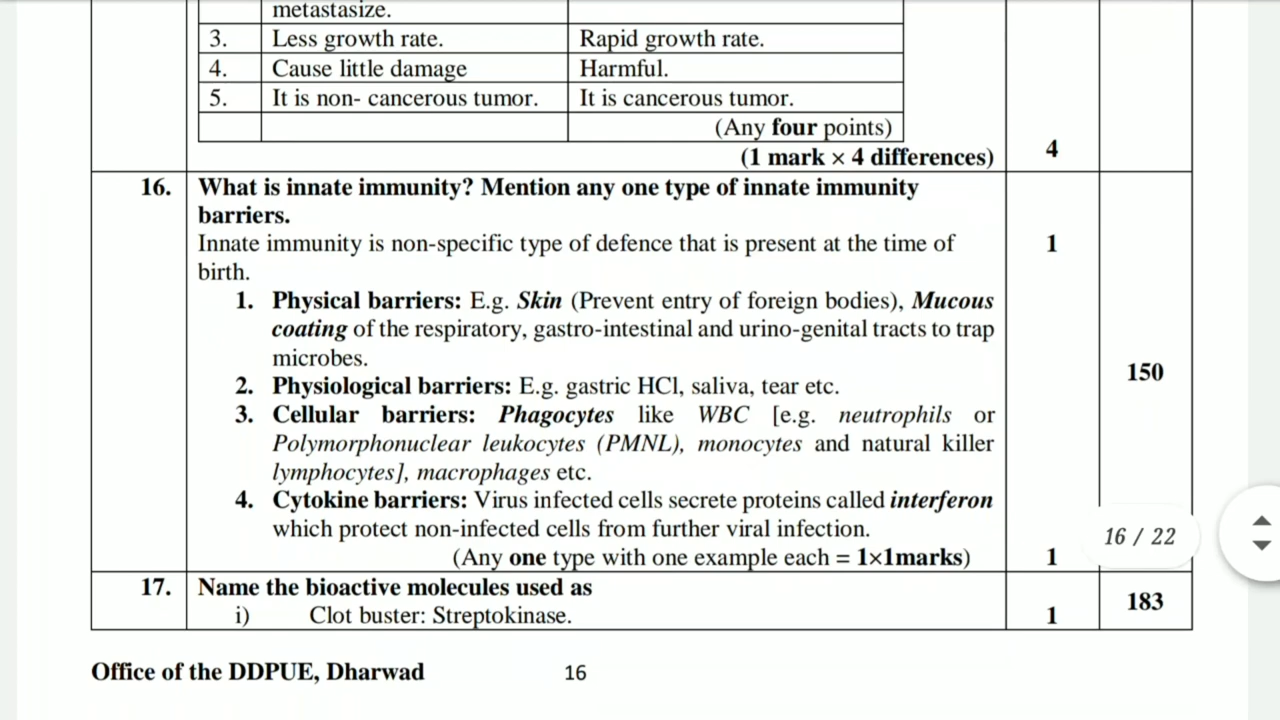 metastasize.
3. Less growth rate. Rapid growth rate.
4. Cause little damage Harmful.
5. It is non- cancerous tumor. It is cancerous tumor.
(Any four points)
(1 mark × 4 differences) 4
16. What is innate immunity? Mention any one type of innate immunity
barriers.
Innate immunity is non-specific type of defence that is present at the time of 1
birth.
1. Physical barriers: E.g. Skin (Prevent entry of foreign bodies), Mucous
coating of the respiratory, gastro-intestinal and urino-genital tracts to trap
microbes.
150
2. Physiological barriers: E.g. gastric HCl, saliva, tear etc.
3. Cellular barriers: Phagocytes like WBC [e.g. neutrophils or
Polymorphonuclear leukocytes (PMNL), monocytes and natural killer
lymphocytes], macrophages etc.
4. Cytokine barriers: Virus infected cells secrete proteins called interferon
which protect non-infected cells from further viral infection.
16 / 22
(Any one type with one example each = 1×1marks) 1
17. Name the bioactive molecules used as
183
i) Clot buster: Streptokinase. 1
Office of the DDPUE, Dharwad 16